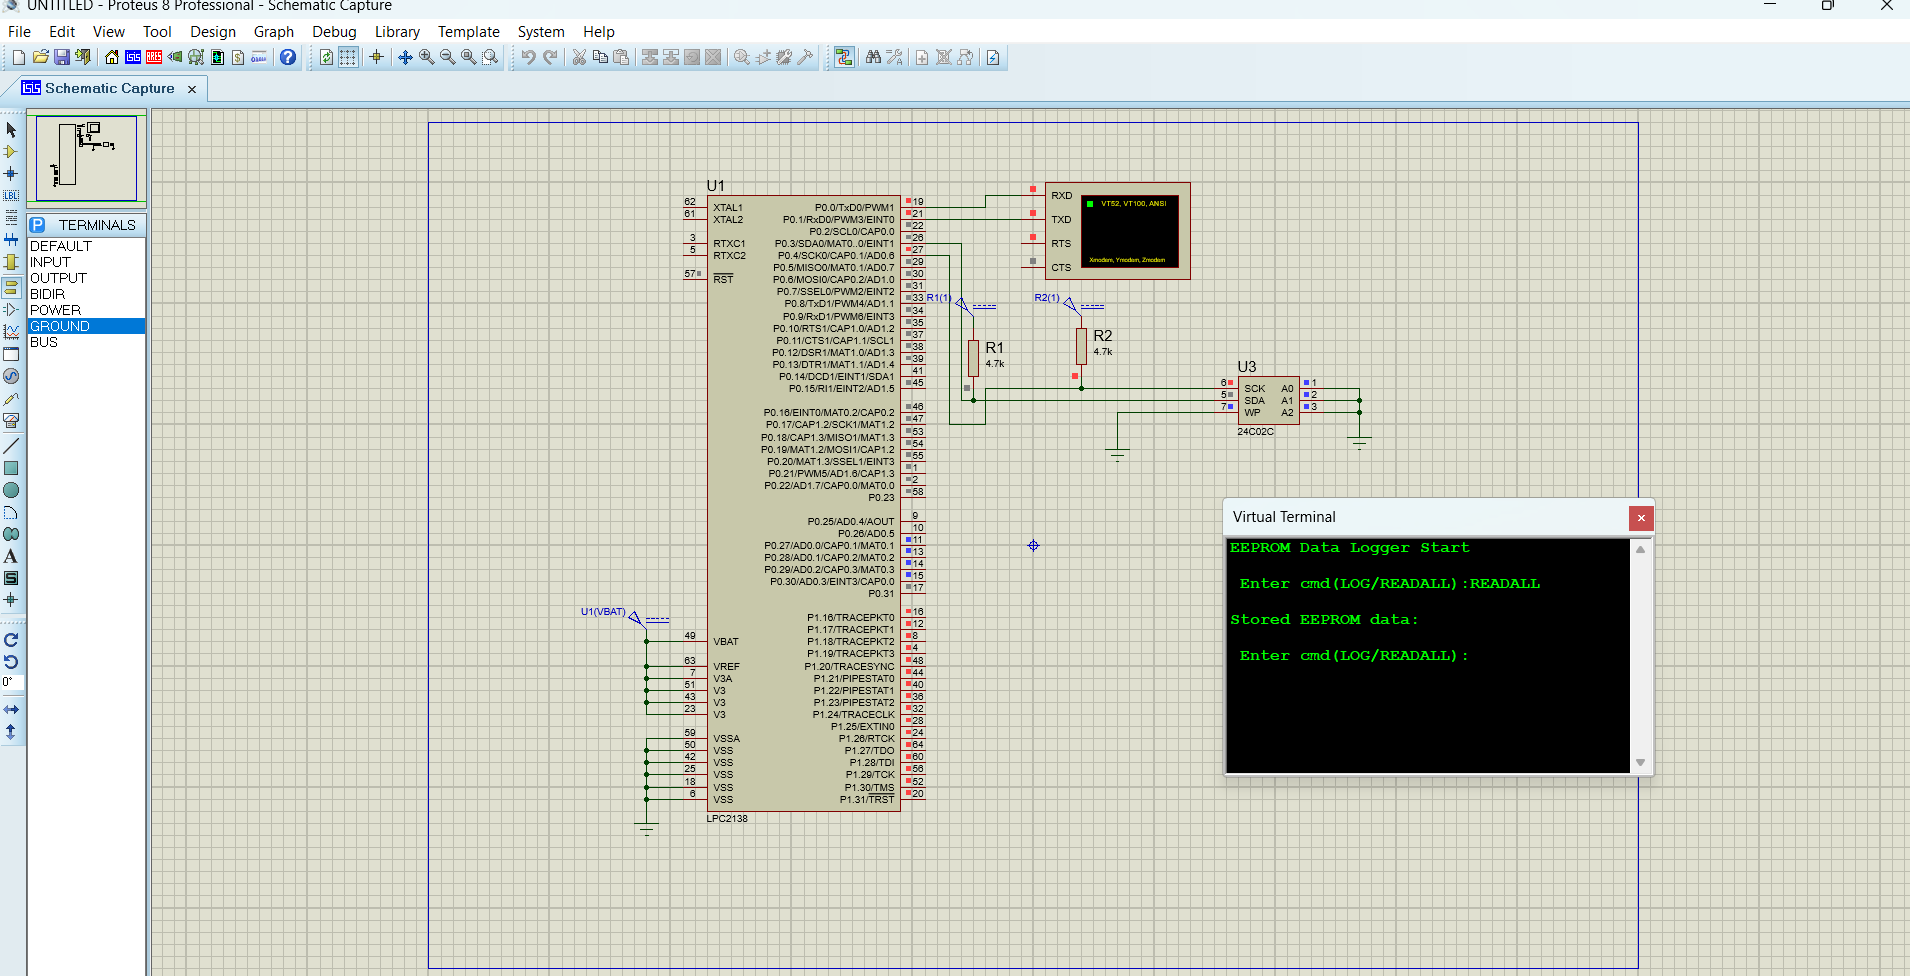 UNTITLED - Proteus 8 Professional - Schematic Capture
File Edit View Tool Design Graph Debug Library Template System Help
Schematic Capture
TERMINALS
DEFAULT
INPUT
OUTPUT
BIDIR
POWER
GROUND
BUS
0°
U1
62 XTAL1
61 XTAL2
3 RTXC1
5 RTXC2
57 RST
P0.0/TxD0/PWM1 19
P0.1/RxD0/PWM3/EINT0 21
P0.2/SCL0/CAP0.0 22
P0.3/SDA0/MAT0..0/EINT1 26
P0.4/SCK0/CAP0.1/AD0.6 27
P0.5/MISO0/MAT0.1/AD0.7 29
P0.6/MOSI0/CAP0.2/AD1.0 30
P0.7/SSEL0/PWM2/EINT2 31
P0.8/TxD1/PWM4/AD1.1 33
P0.9/RxD1/PWM6/EINT3 34
P0.10/RTS1/CAP1.0/AD1.2 35
P0.11/CTS1/CAP1.1/SCL1 37
P0.12/DSR1/MAT1.0/AD1.3 38
P0.13/DTR1/MAT1.1/AD1.4 39
P0.14/DCD1/EINT1/SDA1 41
P0.15/RI1/EINT2/AD1.5 45
P0.16/EINT0/MAT0.2/CAP0.2 46
P0.17/CAP1.2/SCK1/MAT1.2 47
P0.18/CAP1.3/MISO1/MAT1.3 53
P0.19/MAT1.2/MOSI1/CAP1.2 54
P0.20/MAT1.3/SSEL1/EINT3 55
P0.21/PWM5/AD1.6/CAP1.3 1
P0.22/AD1.7/CAP0.0/MAT0.0 2
P0.23 58
P0.25/AD0.4/AOUT 9
P0.26/AD0.5 10
P0.27/AD0.0/CAP0.1/MAT0.1 11
P0.28/AD0.1/CAP0.2/MAT0.2 13
P0.29/AD0.2/CAP0.3/MAT0.3 14
P0.30/AD0.3/EINT3/CAP0.0 15
P0.31 17
P1.16/TRACEPKT0 16
P1.17/TRACEPKT1 12
P1.18/TRACEPKT2 8
P1.19/TRACEPKT3 4
P1.20/TRACESYNC 48
P1.21/PIPESTAT0 44
P1.22/PIPESTAT1 40
P1.23/PIPESTAT2 36
P1.24/TRACECLK 32
P1.25/EXTIN0 28
P1.26/RTCK 24
P1.27/TDO 64
P1.28/TDI 60
P1.29/TCK 56
P1.30/TMS 52
P1.31/TRST 20
U1(VBAT)
49 VBAT
63 VREF
7 V3A
51 V3
43 V3
23 V3
59 VSSA
50 VSS
42 VSS
25 VSS
18 VSS
6 VSS
LPC2138
RXD
TXD
RTS
CTS
VT52, VT100, ANSI
Xmodem, Ymodem, Zmodem
R1(1)
R2(1)
R1
4.7k
R2
4.7k
U3
6 SCK A0 1
5 SDA A1 2
7 WP A2 3
24C02C
Virtual Terminal
EEPROM Data Logger Start
Enter cmd(LOG/READALL):READALL
Stored EEPROM data:
Enter cmd(LOG/READALL):